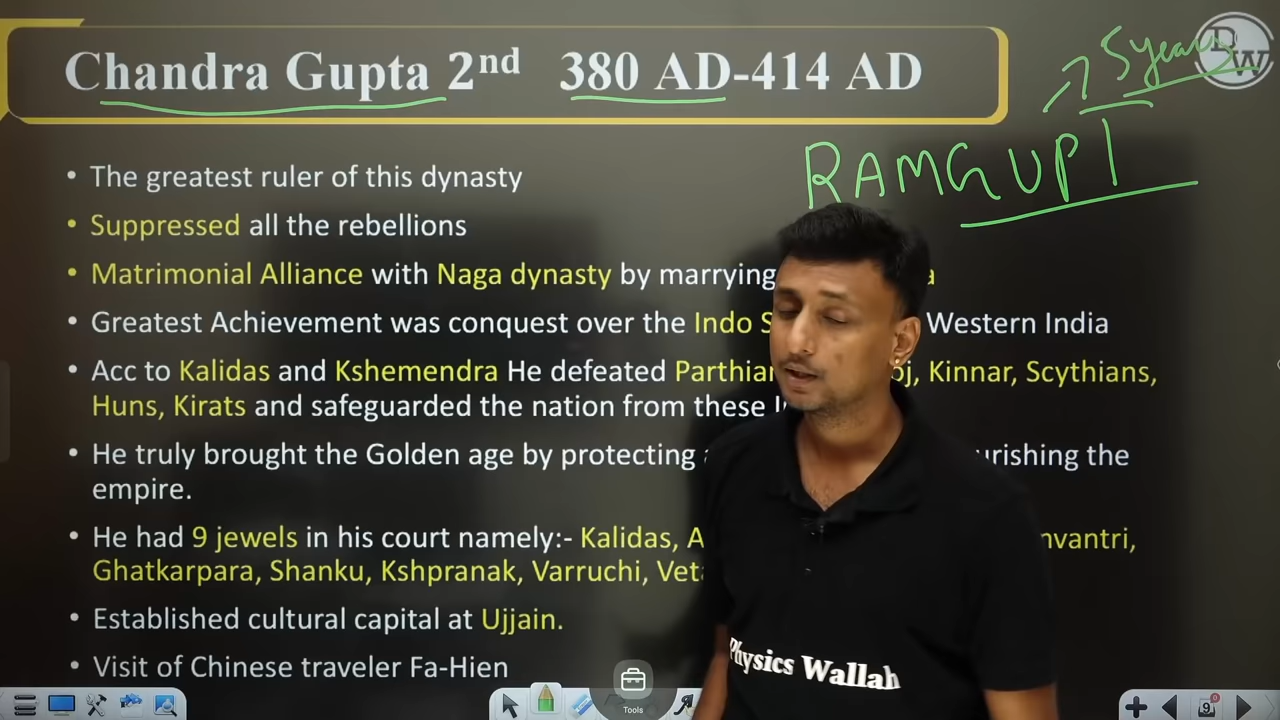 Chandra Gupta 2nd 380 AD-414 AD
5 years
PW
RAMGUPT
• The greatest ruler of this dynasty
• Suppressed all the rebellions
• Matrimonial Alliance with Naga dynasty by marrying
• Greatest Achievement was conquest over the Indo Western India
• Acc to Kalidas and Kshemendra He defeated Kinnar, Scythians,
Huns, Kirats and safeguarded the nation from these
• He truly brought the Golden age by protecting the
empire.
• He had 9 jewels in his court namely:- Kalidas,
Ghatkarpara, Shanku, Kshpranak, Varruchi,
• Established cultural capital at Ujjain.
• Visit of Chinese traveler Fa-Hien
Physics Wallah
Tools
9